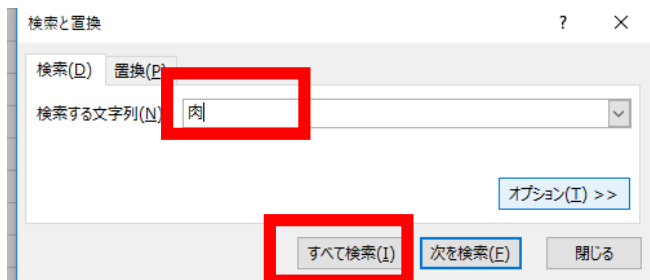 検索と置換 ? ×
検索(D) 置換(P)
検索する文字列(N) 肉
オプション(T) >>
すべて検索(I) 次を検索(F) 閉じる